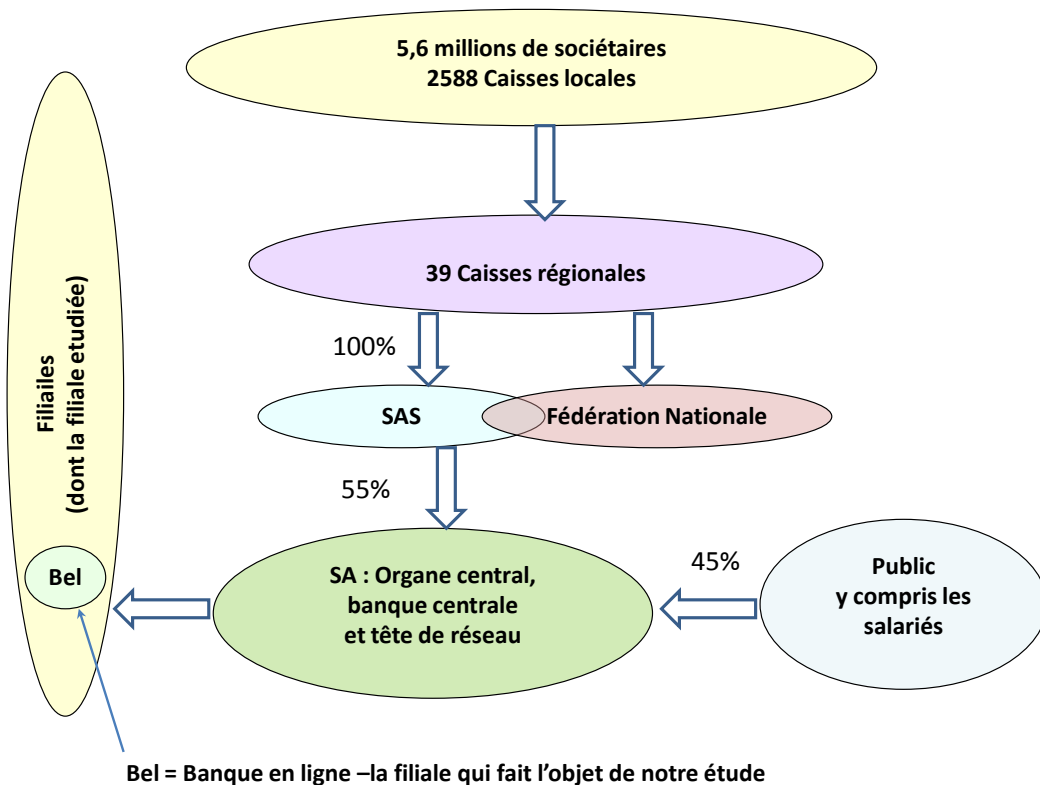 5,6 millions de sociétaires
2588 Caisses locales
39 Caisses régionales
100%
SAS
Fédération Nationale
55%
SA : Organe central,
banque centrale
et tête de réseau
45%
Public
y compris les
salariés
Filiailes
(dont la filiale etudiée)
Bel
Bel = Banque en ligne –la filiale qui fait l’objet de notre étude